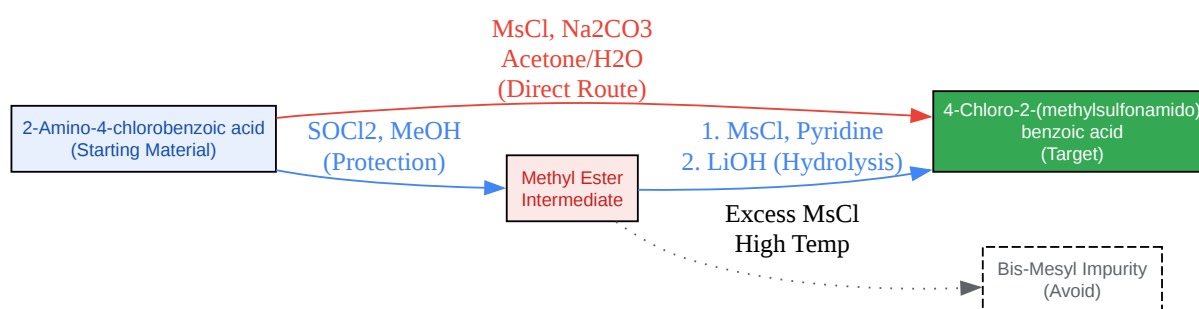 MsCl, Na2CO3
Acetone/H2O
(Direct Route)
2-Amino-4-chlorobenzoic acid
(Starting Material)
SOCl2, MeOH
(Protection)
Methyl Ester
Intermediate
1. MsCl, Pyridine
2. LiOH (Hydrolysis)
4-Chloro-2-(methylsulfonamido)
benzoic acid
(Target)
Excess MsCl
High Temp
Bis-Mesyl Impurity
(Avoid)